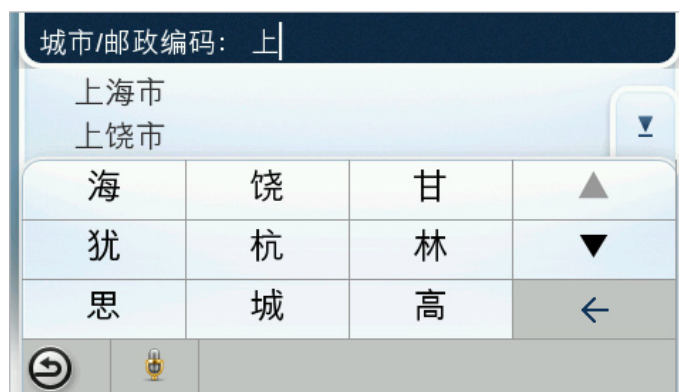 城市/邮政编码: 上
上海市
上饶市
海 饶 甘
犹 杭 林
思 城 高